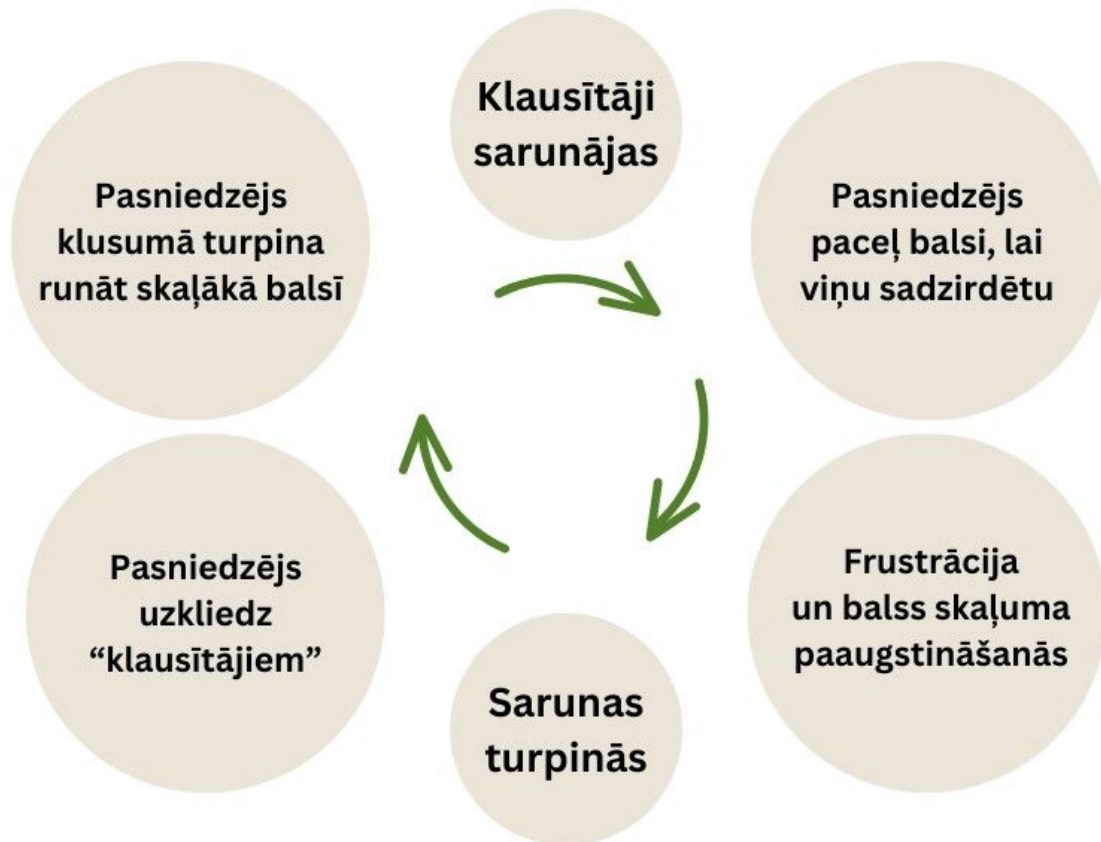 Klausītāji
sarunājas
Pasniedzējs
paceļ balsi, lai
viņu sadzirdētu
Frustrācija
un balss skaļuma
paaugstināšanās
Sarunas
turpinās
Pasniedzējs
uzkliedz
“klausītājiem”
Pasniedzējs
klusumā turpina
runāt skaļākā balsī